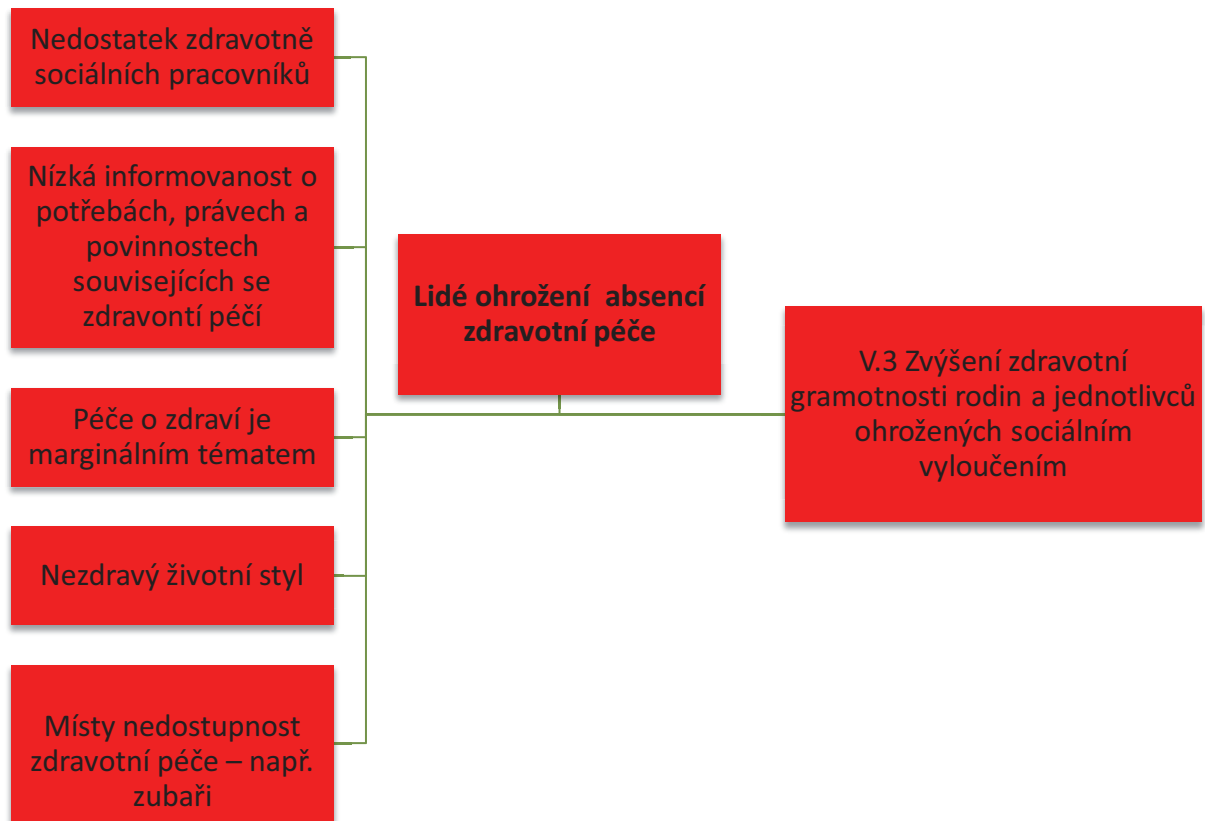 Nedostatek zdravotně
sociálních pracovníků
Nízká informovanost o
potřebách, právech a
povinnostech
souvisejících se
zdravontí péčí
Péče o zdraví je
marginálním tématem
Nezdravý životní styl
Místy nedostupnost
zdravotní péče – např.
zubaři
Lidé ohrožení absencí
zdravotní péče
V.3 Zvýšení zdravotní
gramotnosti rodin a jednotlivců
ohrožených sociálním
vyloučením